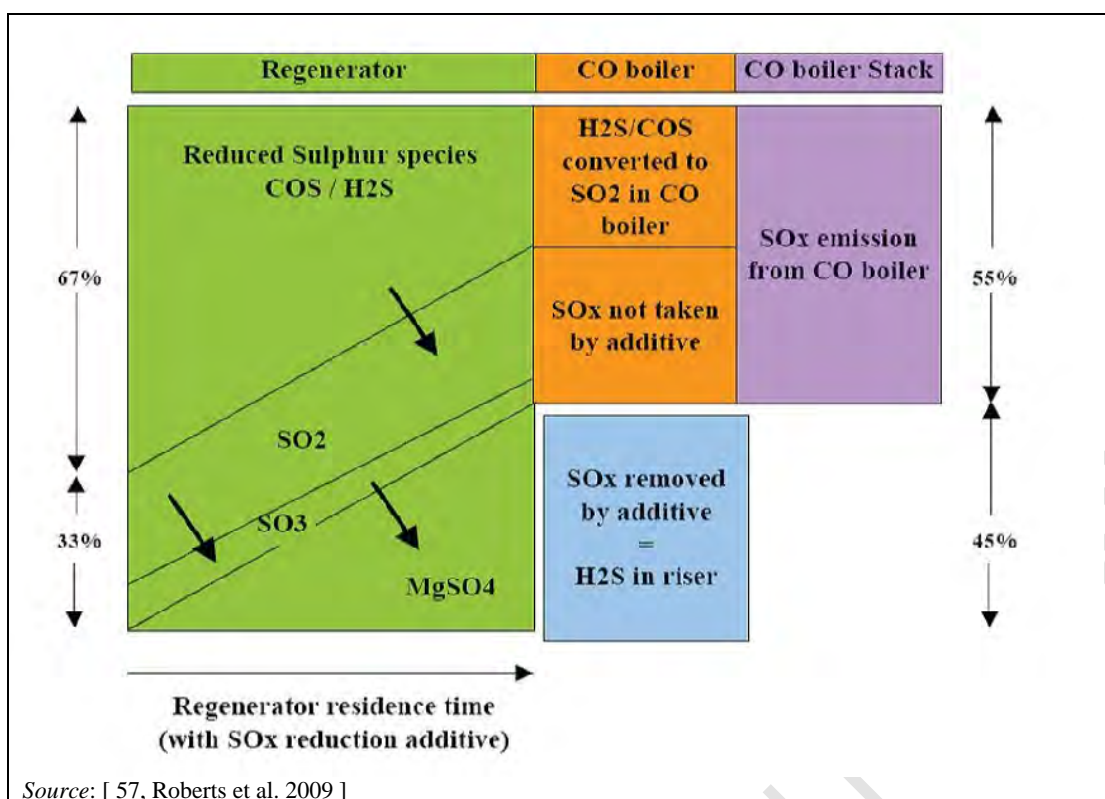 Regenerator
CO boiler
CO boiler Stack
Reduced Sulphur species
COS / H2S
H2S/COS
converted to
SO2 in CO
boiler
SOx emission
from CO boiler
67%
55%
SOx not taken
by additive
SO2
SO3
33%
MgSO4
SOx removed
by additive
=
H2S in riser
45%
Regenerator residence time
(with SOx reduction additive)
Source: [ 57, Roberts et al. 2009 ]